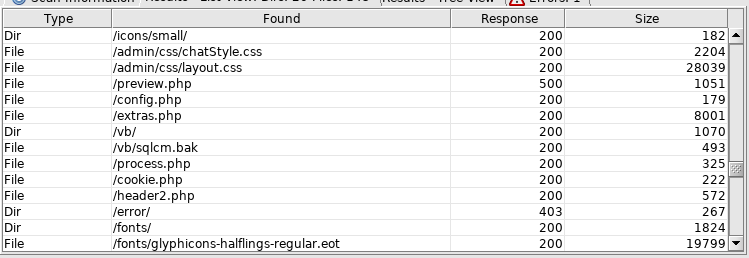 Scan Information Results - List View: Dirs: Results - Tree View Errors: 1
Type Found Response Size
Dir /icons/small/ 200 182
File /admin/css/chatStyle.css 200 2204
File /admin/css/layout.css 200 28039
File /preview.php 500 1051
File /config.php 200 179
File /extras.php 200 8001
Dir /vb/ 200 1070
File /vb/sqlcm.bak 200 493
File /process.php 200 325
File /cookie.php 200 222
File /header2.php 200 572
Dir /error/ 403 267
Dir /fonts/ 200 1824
File /fonts/glyphicons-halflings-regular.eot 200 19799